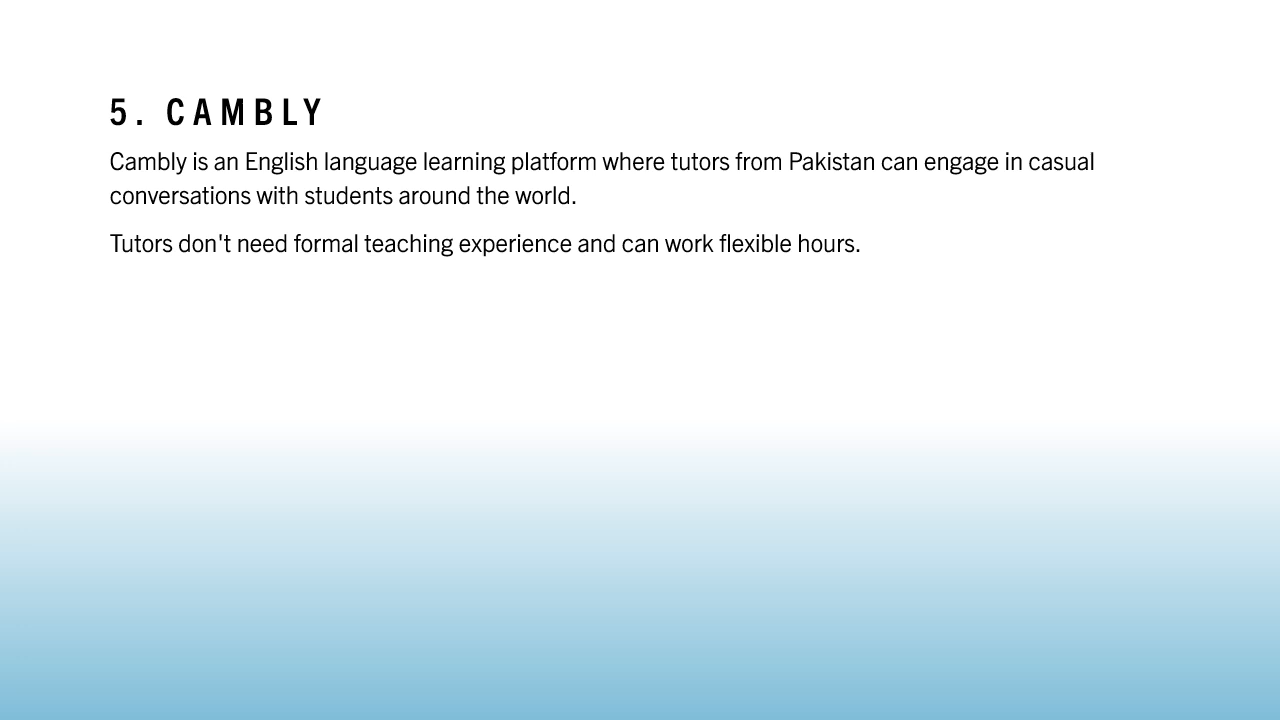 5. CAMBLY
Cambly is an English language learning platform where tutors from Pakistan can engage in casual
conversations with students around the world.
Tutors don't need formal teaching experience and can work flexible hours.